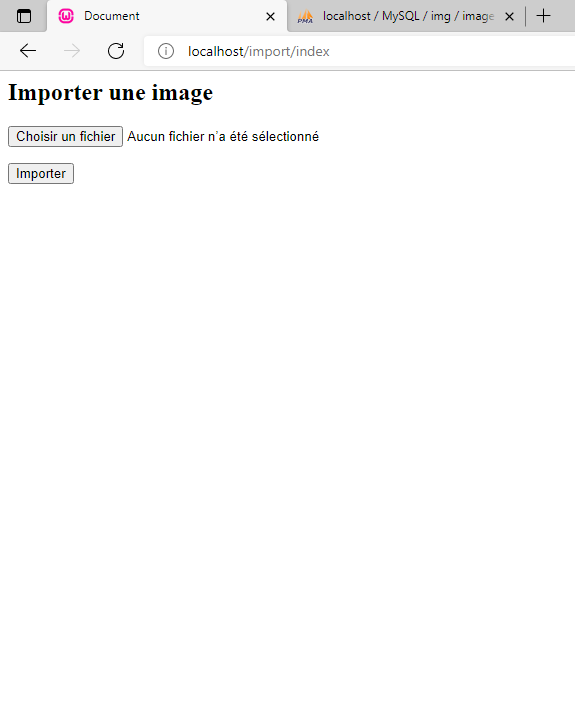 Document
localhost / MySQL / img / image
localhost/import/index
Importer une image
Choisir un fichier Aucun fichier n'a été sélectionné
Importer